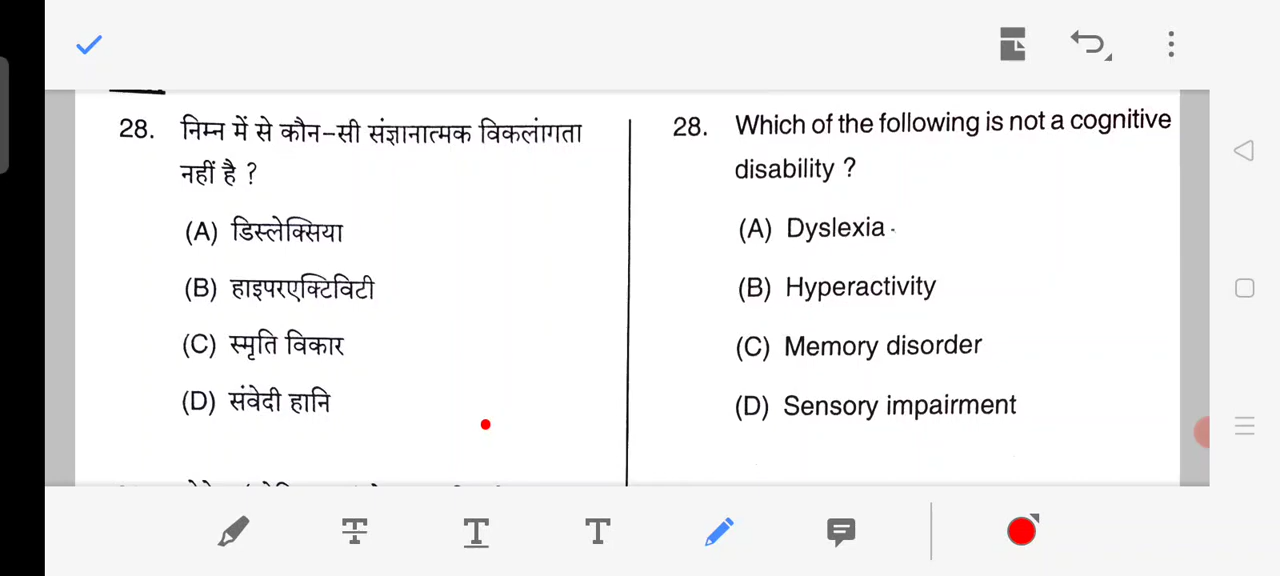 28. निम्न में से कौन-सी संज्ञानात्मक विकलांगता
नहीं है ?
(A) डिस्लेक्सिया
(B) हाइपरएक्टिविटी
(C) स्मृति विकार
(D) संवेदी हानि
28. Which of the following is not a cognitive
disability ?
(A) Dyslexia
(B) Hyperactivity
(C) Memory disorder
(D) Sensory impairment